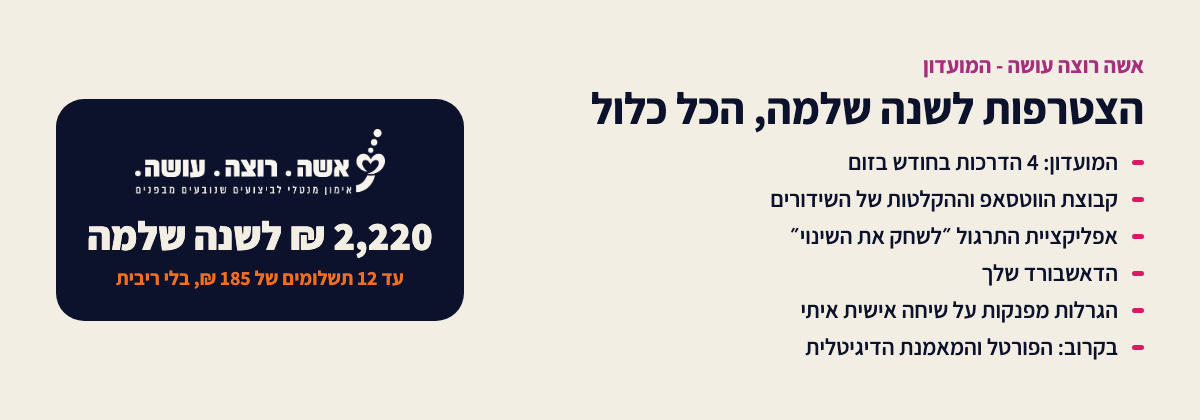 אשה רוצה עושה - המועדון
הצטרפות לשנה שלמה, הכל כלול
המועדון: 4 הדרכות בחודש בזום
קבוצת הווטסאפ וההקלטות של השידורים
אפליקציית התרגול ״לשחק את השינוי״
הדאשבורד שלך
הגרלות מפנקות על שיחה אישית איתי
בקרוב: הפורטל והמאמנת הדיגיטלית
אשה. רוצה. עושה.
אימון מנטלי לביצועים שנובעים מבפנים
2,220 ₪ לשנה שלמה
עד 12 תשלומים של 185 ₪, בלי ריבית